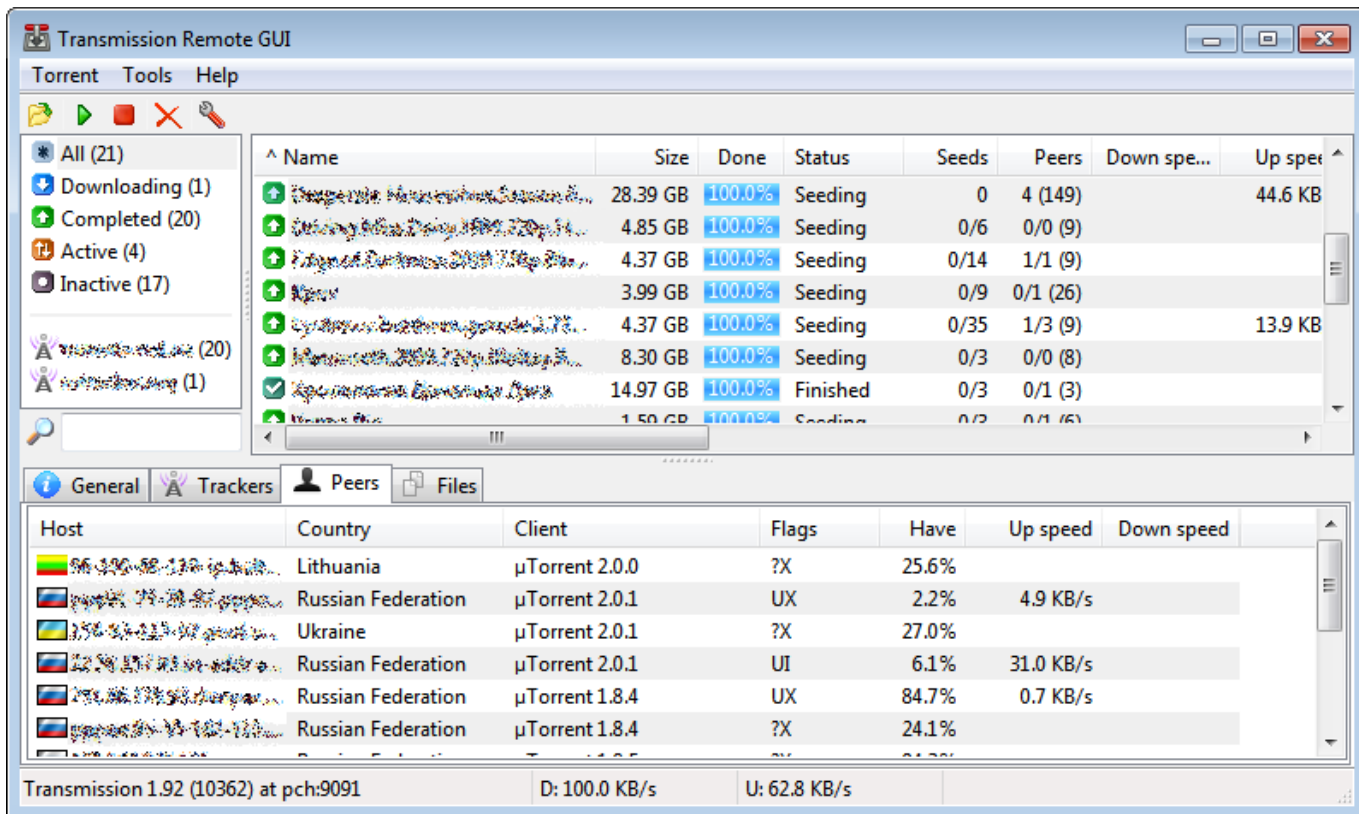 Transmission Remote GUI
Torrent Tools Help
All (21)
Downloading (1)
Completed (20)
Active (4)
Inactive (17)
(20)
(1)
^ Name Size Done Status Seeds Peers Down spe... Up spee
28.39 GB 100.0% Seeding 0 4 (149) 44.6 KB
4.85 GB 100.0% Seeding 0/6 0/0 (9)
4.37 GB 100.0% Seeding 0/14 1/1 (9)
3.99 GB 100.0% Seeding 0/9 0/1 (26)
4.37 GB 100.0% Seeding 0/35 1/3 (9) 13.9 KB
8.30 GB 100.0% Seeding 0/3 0/0 (8)
14.97 GB 100.0% Finished 0/3 0/1 (3)
1.59 GB 100.0% Seeding 0/1 (6)
General Trackers Peers Files
Host Country Client Flags Have Up speed Down speed
Lithuania µTorrent 2.0.0 ?X 25.6%
Russian Federation µTorrent 2.0.1 UX 2.2% 4.9 KB/s
Ukraine µTorrent 2.0.1 ?X 27.0%
Russian Federation µTorrent 2.0.1 UI 6.1% 31.0 KB/s
Russian Federation µTorrent 1.8.4 UX 84.7% 0.7 KB/s
Russian Federation µTorrent 1.8.4 ?X 24.1%
Transmission 1.92 (10362) at pch:9091 D: 100.0 KB/s U: 62.8 KB/s